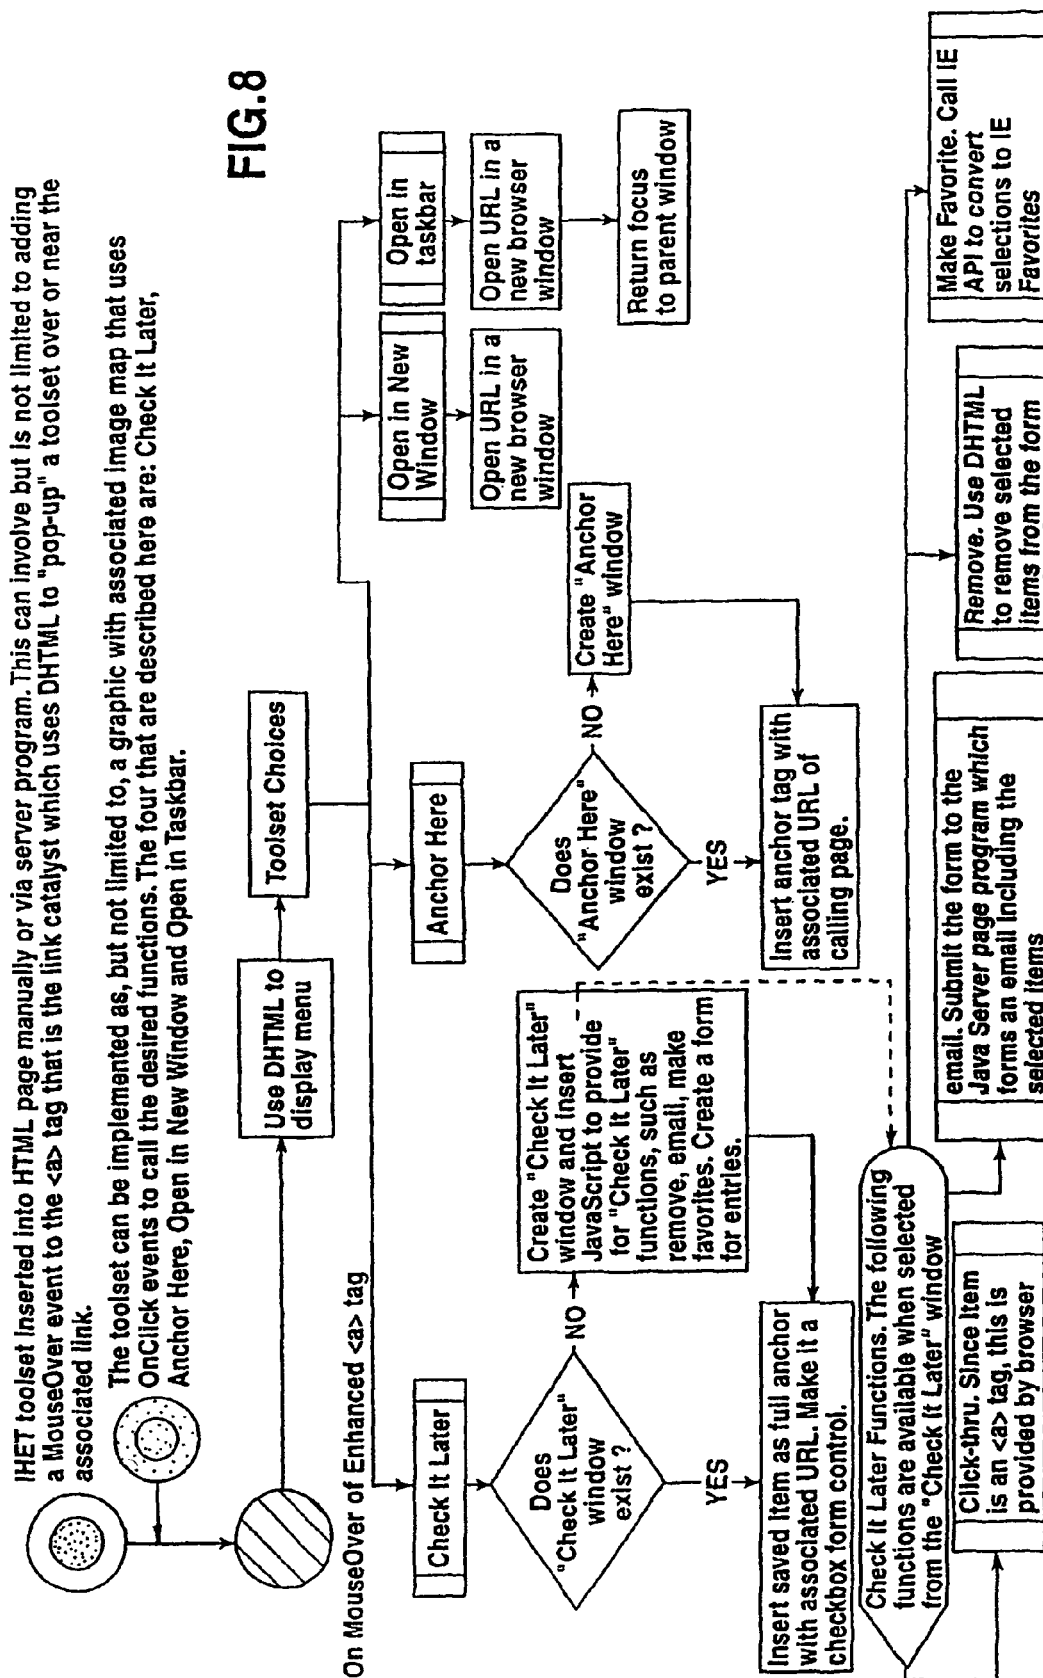 IHET toolset Inserted into HTML page manually or via server program. This can involve but is not limited to adding
a MouseOver event to the <a> tag that is the link catalyst which uses DHTML to "pop-up" a toolset over or near the
associated link.
The toolset can be implemented as, but not limited to, a graphic with associated image map that uses
OnClick events to call the desired functions. The four that are described here are: Check It Later,
Anchor Here, Open in New Window and Open in Taskbar.
FIG.8
Use DHTML to
display menu
Toolset Choices
On MouseOver of Enhanced <a> tag
Check It Later
Anchor Here
Open in New
Window
Open in
taskbar
Does
"Check It Later"
window
exist ?
NO
YES
Create "Check It Later"
window and insert
JavaScript to provide
for "Check It Later"
functions, such as
remove, email, make
favorites. Create a form
for entries.
Insert saved item as full anchor
with associated URL. Make it a
checkbox form control.
Does
"Anchor Here"
window
exist ?
NO
YES
Create "Anchor
Here" window
Insert anchor tag with
associated URL of
calling page.
Open URL in a
new browser
window
Open URL in a
new browser
window
Return focus
to parent window
Check It Later Functions. The following
functions are available when selected
from the "Check It Later" window
Click-thru. Since item
is an <a> tag, this is
provided by browser
email. Submit the form to the
Java Server page program which
forms an email Including the
selected items
Remove. Use DHTML
to remove selected
items from the form
Make Favorite. Call IE
API to convert
selections to IE
Favorites